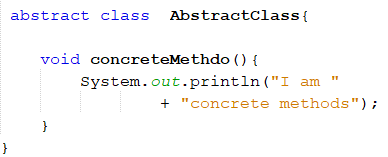 abstract class  AbstractClass{
void concreteMethdo(){
System.out.println("I am "
+ "concrete methods");
}
}